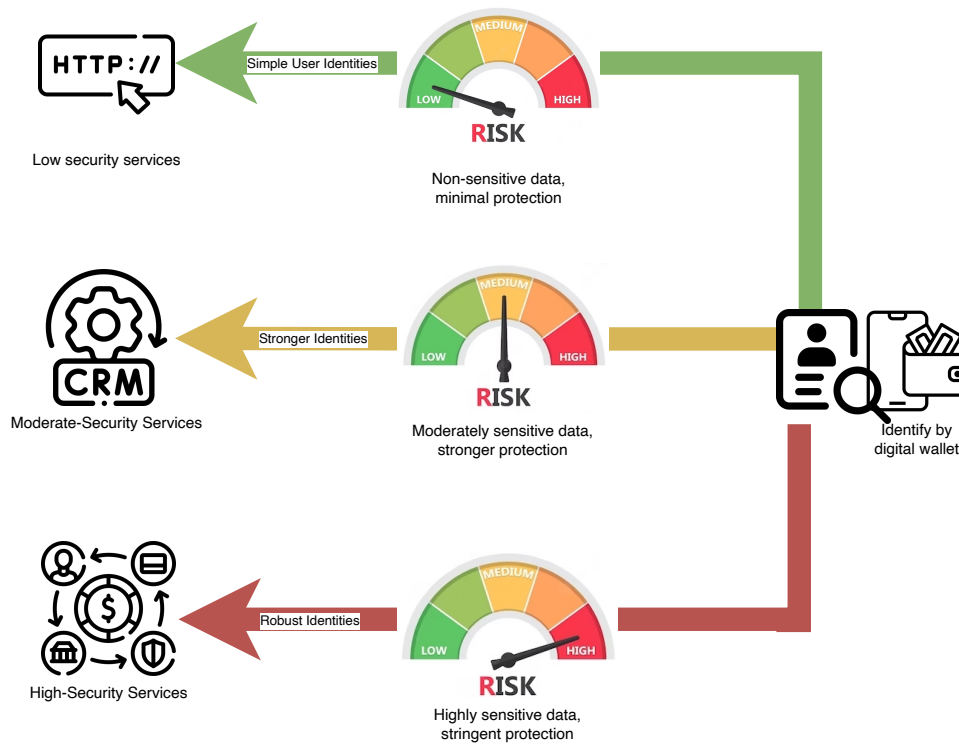 HTTP://
Simple User Identities
MEDIUM
LOW
HIGH
RISK
Low security services
Non-sensitive data,
minimal protection
MEDIUM
Stronger Identities
LOW
HIGH
CRM
RISK
Moderate-Security Services
Moderately sensitive data,
stronger protection
Identify by
digital wallet
MEDIUM
$
Robust Identities
LOW
HIGH
RISK
High-Security Services
Highly sensitive data,
stringent protection